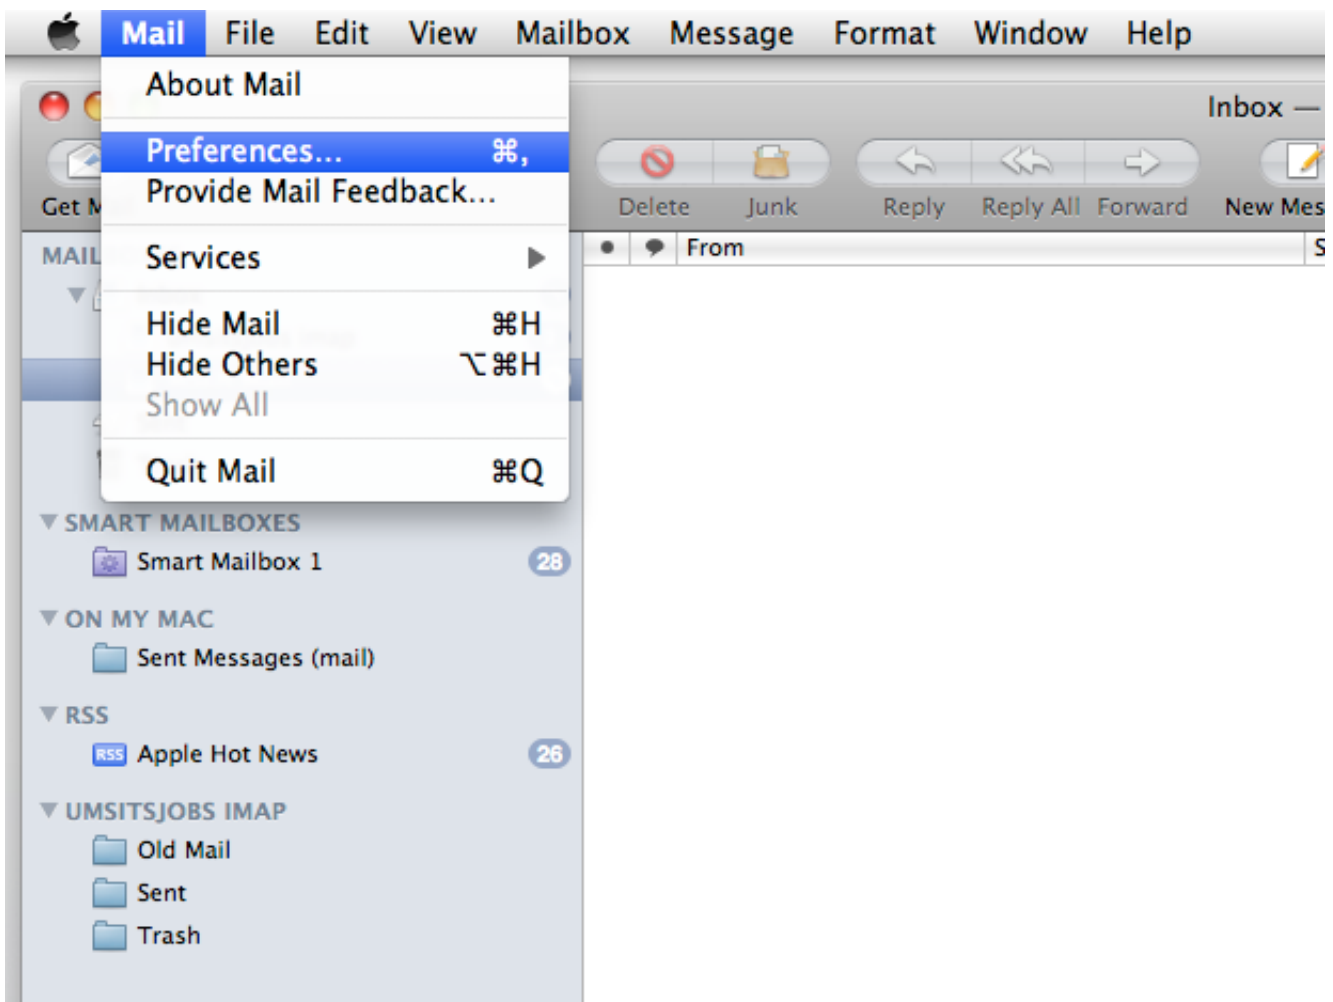 Mail File Edit View Mailbox Message Format Window Help
About Mail
Preferences... ⌘,
Provide Mail Feedback...
Services
Hide Mail ⌘H
Hide Others ⌥⌘H
Show All
Quit Mail ⌘Q
Inbox —
Get
Delete Junk Reply Reply All Forward New Mes
From S
MAIL
SMART MAILBOXES
Smart Mailbox 1 28
ON MY MAC
Sent Messages (mail)
RSS
RSS Apple Hot News 26
UMSITSJOBS IMAP
Old Mail
Sent
Trash